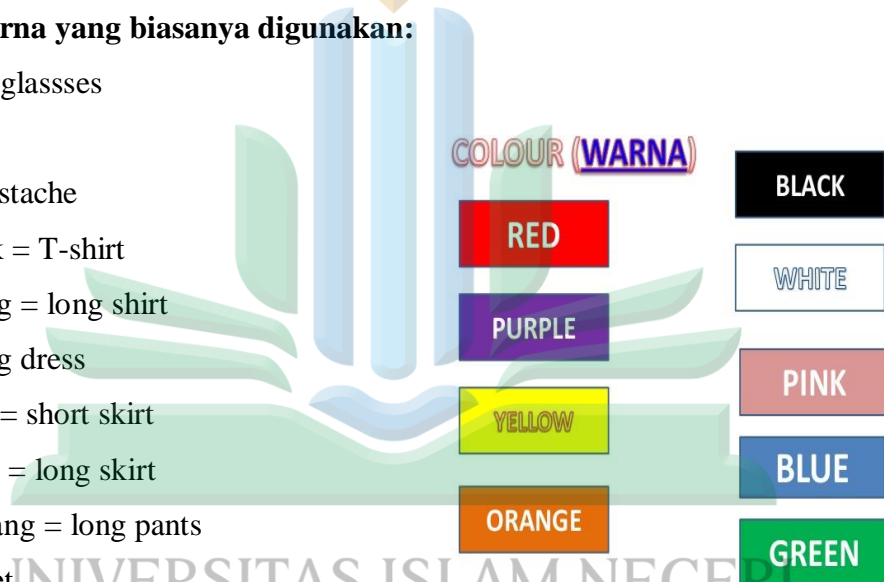 rna yang biasanya digunakan:
glassses
stache
= T-shirt
g = long shirt
g dress
= short skirt
= long skirt
ang = long pants
COLOUR (WARNA)
RED
PURPLE
YELLOW
ORANGE
BLACK
WHITE
PINK
BLUE
GREEN
UNIVERSITAS ISLAM NEGERI